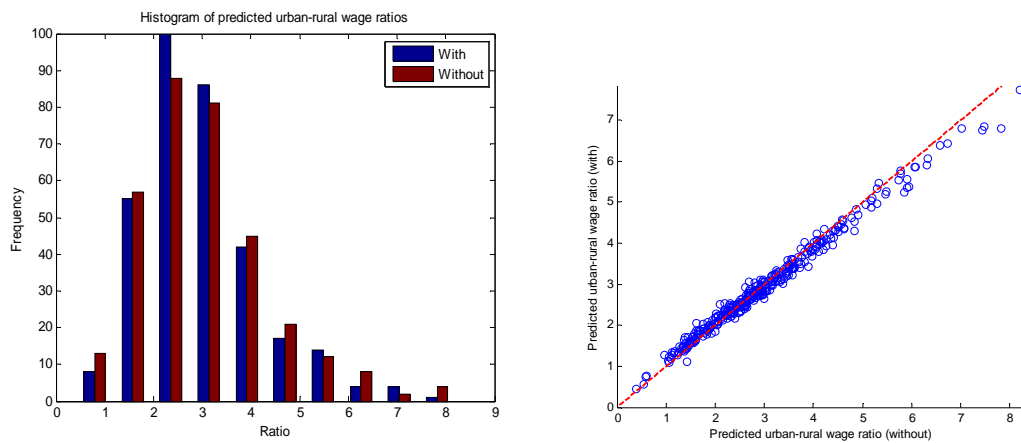 Histogram of predicted urban-rural wage ratios
With
Without
Frequency
100
90
80
70
60
50
40
30
20
10
0
0 1 2 3 4 5 6 7 8 9
Ratio
Predicted urban-rural wage ratio (with)
7
6
5
4
3
2
1
0
0 1 2 3 4 5 6 7 8
Predicted urban-rural wage ratio (without)